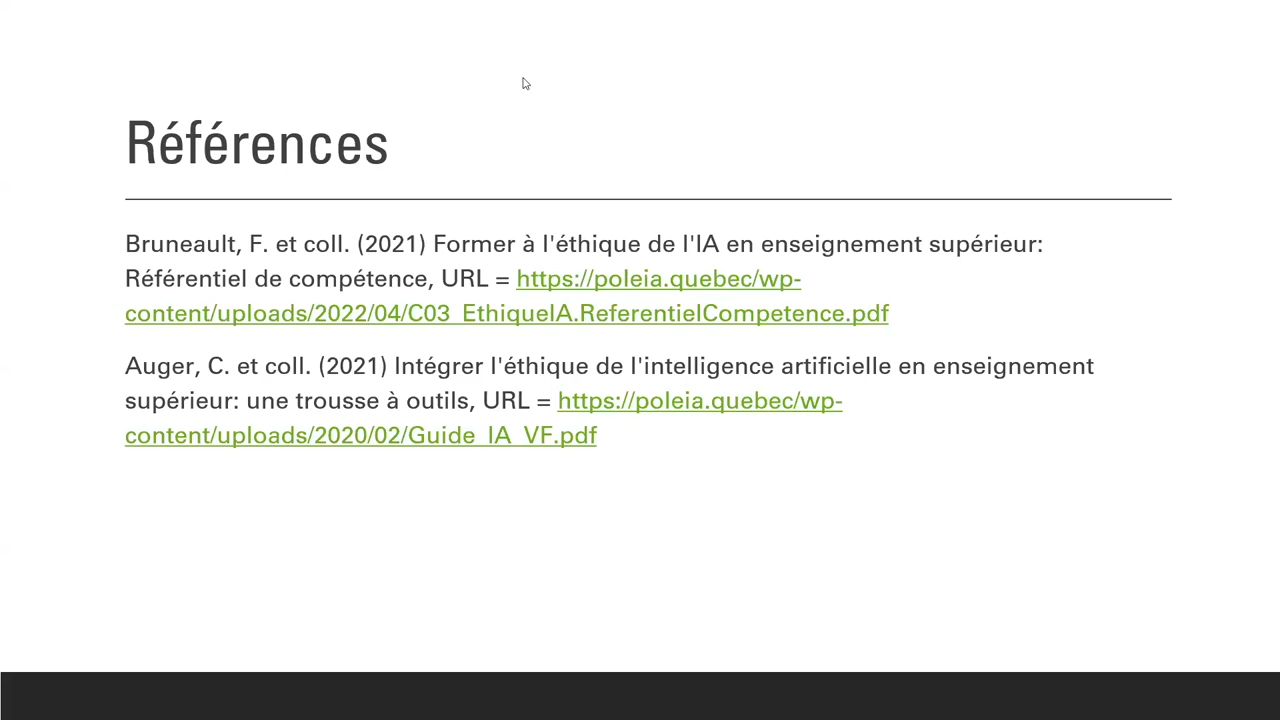 Références
Bruneault, F. et coll. (2021) Former à l'éthique de l'IA en enseignement supérieur:
Référentiel de compétence, URL = https://poleia.quebec/wp-
content/uploads/2022/04/C03_EthiqueIA.ReferentielCompetence.pdf
Auger, C. et coll. (2021) Intégrer l'éthique de l'intelligence artificielle en enseignement
supérieur: une trousse à outils, URL = https://poleia.quebec/wp-
content/uploads/2020/02/Guide_IA_VF.pdf